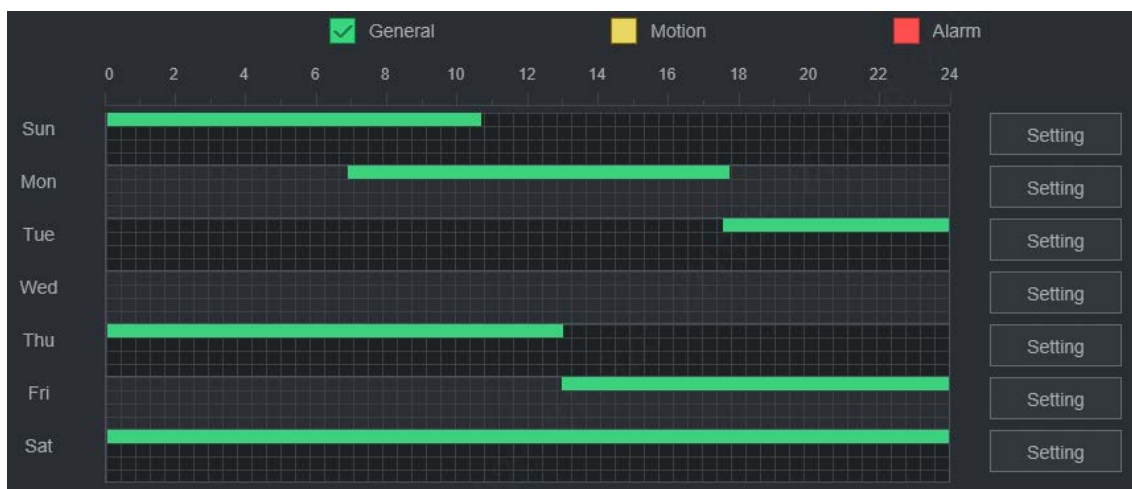 General Motion Alarm
0 2 4 6 8 10 12 14 16 18 20 22 24
Sun Setting
Mon Setting
Tue Setting
Wed Setting
Thu Setting
Fri Setting
Sat Setting